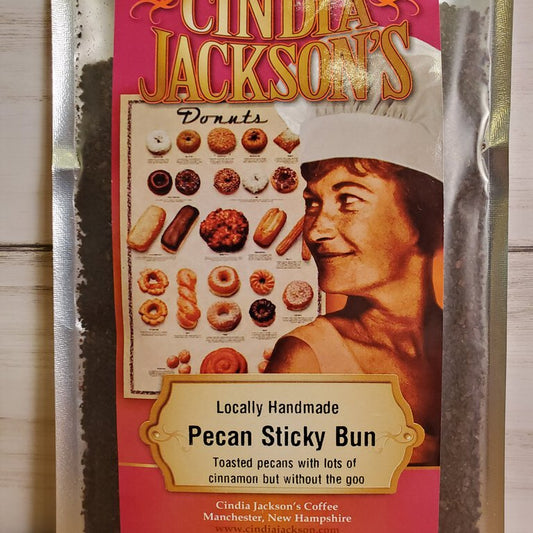 CINDIA
JACKSON'S
Donuts
Locally Handmade
Pecan Sticky Bun
Toasted pecans with lots of
cinnamon but without the goo
Cindia Jackson's Coffee
Manchester, New Hampshire
www.cindiajackson.com